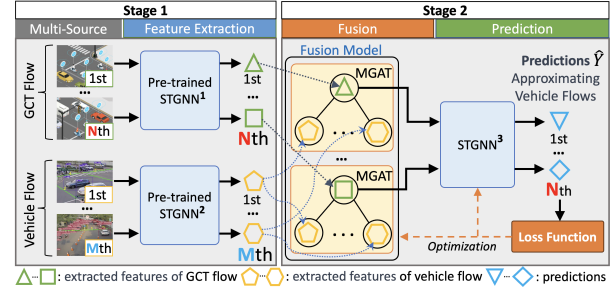 Stage 1
Stage 2
Multi-Source
Feature Extraction
Fusion
Prediction
GCT Flow
1st
...
Nth
Pre-trained
STGNN¹
1st
...
Nth
Vehicle Flow
1st
...
Mth
Pre-trained
STGNN²
1st
...
Mth
Fusion Model
MGAT
...
...
MGAT
...
STGNN³
Predictions Ŷ
Approximating
Vehicle Flows
1st
...
Nth
Optimization
Loss Function
...: extracted features of GCT flow
...: extracted features of vehicle flow
...: predictions